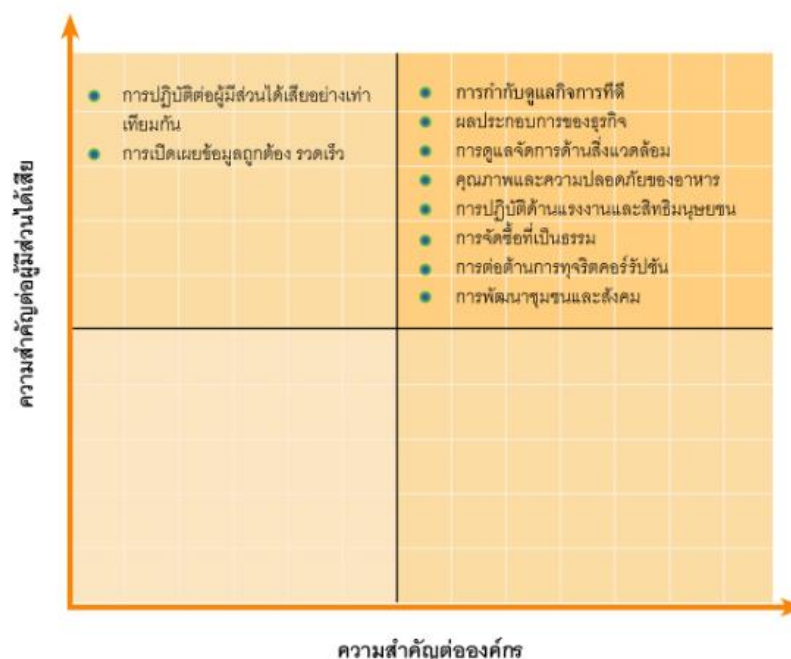 การปฏิบัติต่อผู้มีส่วนได้เสียอย่างเท่า
เทียมกัน
การเปิดเผยข้อมูลถูกต้อง รวดเร็ว
การกำกับดูแลกิจการที่ดี
ผลประกอบการของธุรกิจ
การดูแลจัดการด้านสิ่งแวดล้อม
คุณภาพและความปลอดภัยของอาหาร
การปฏิบัติด้านแรงงานและสิทธิมนุษยชน
การจัดซื้อที่เป็นธรรม
การต่อต้านการทุจริตคอร์รัปชัน
การพัฒนาชุมชนและสังคม
ความสำคัญต่อผู้มีส่วนได้เสีย
ความสำคัญต่อองค์กร